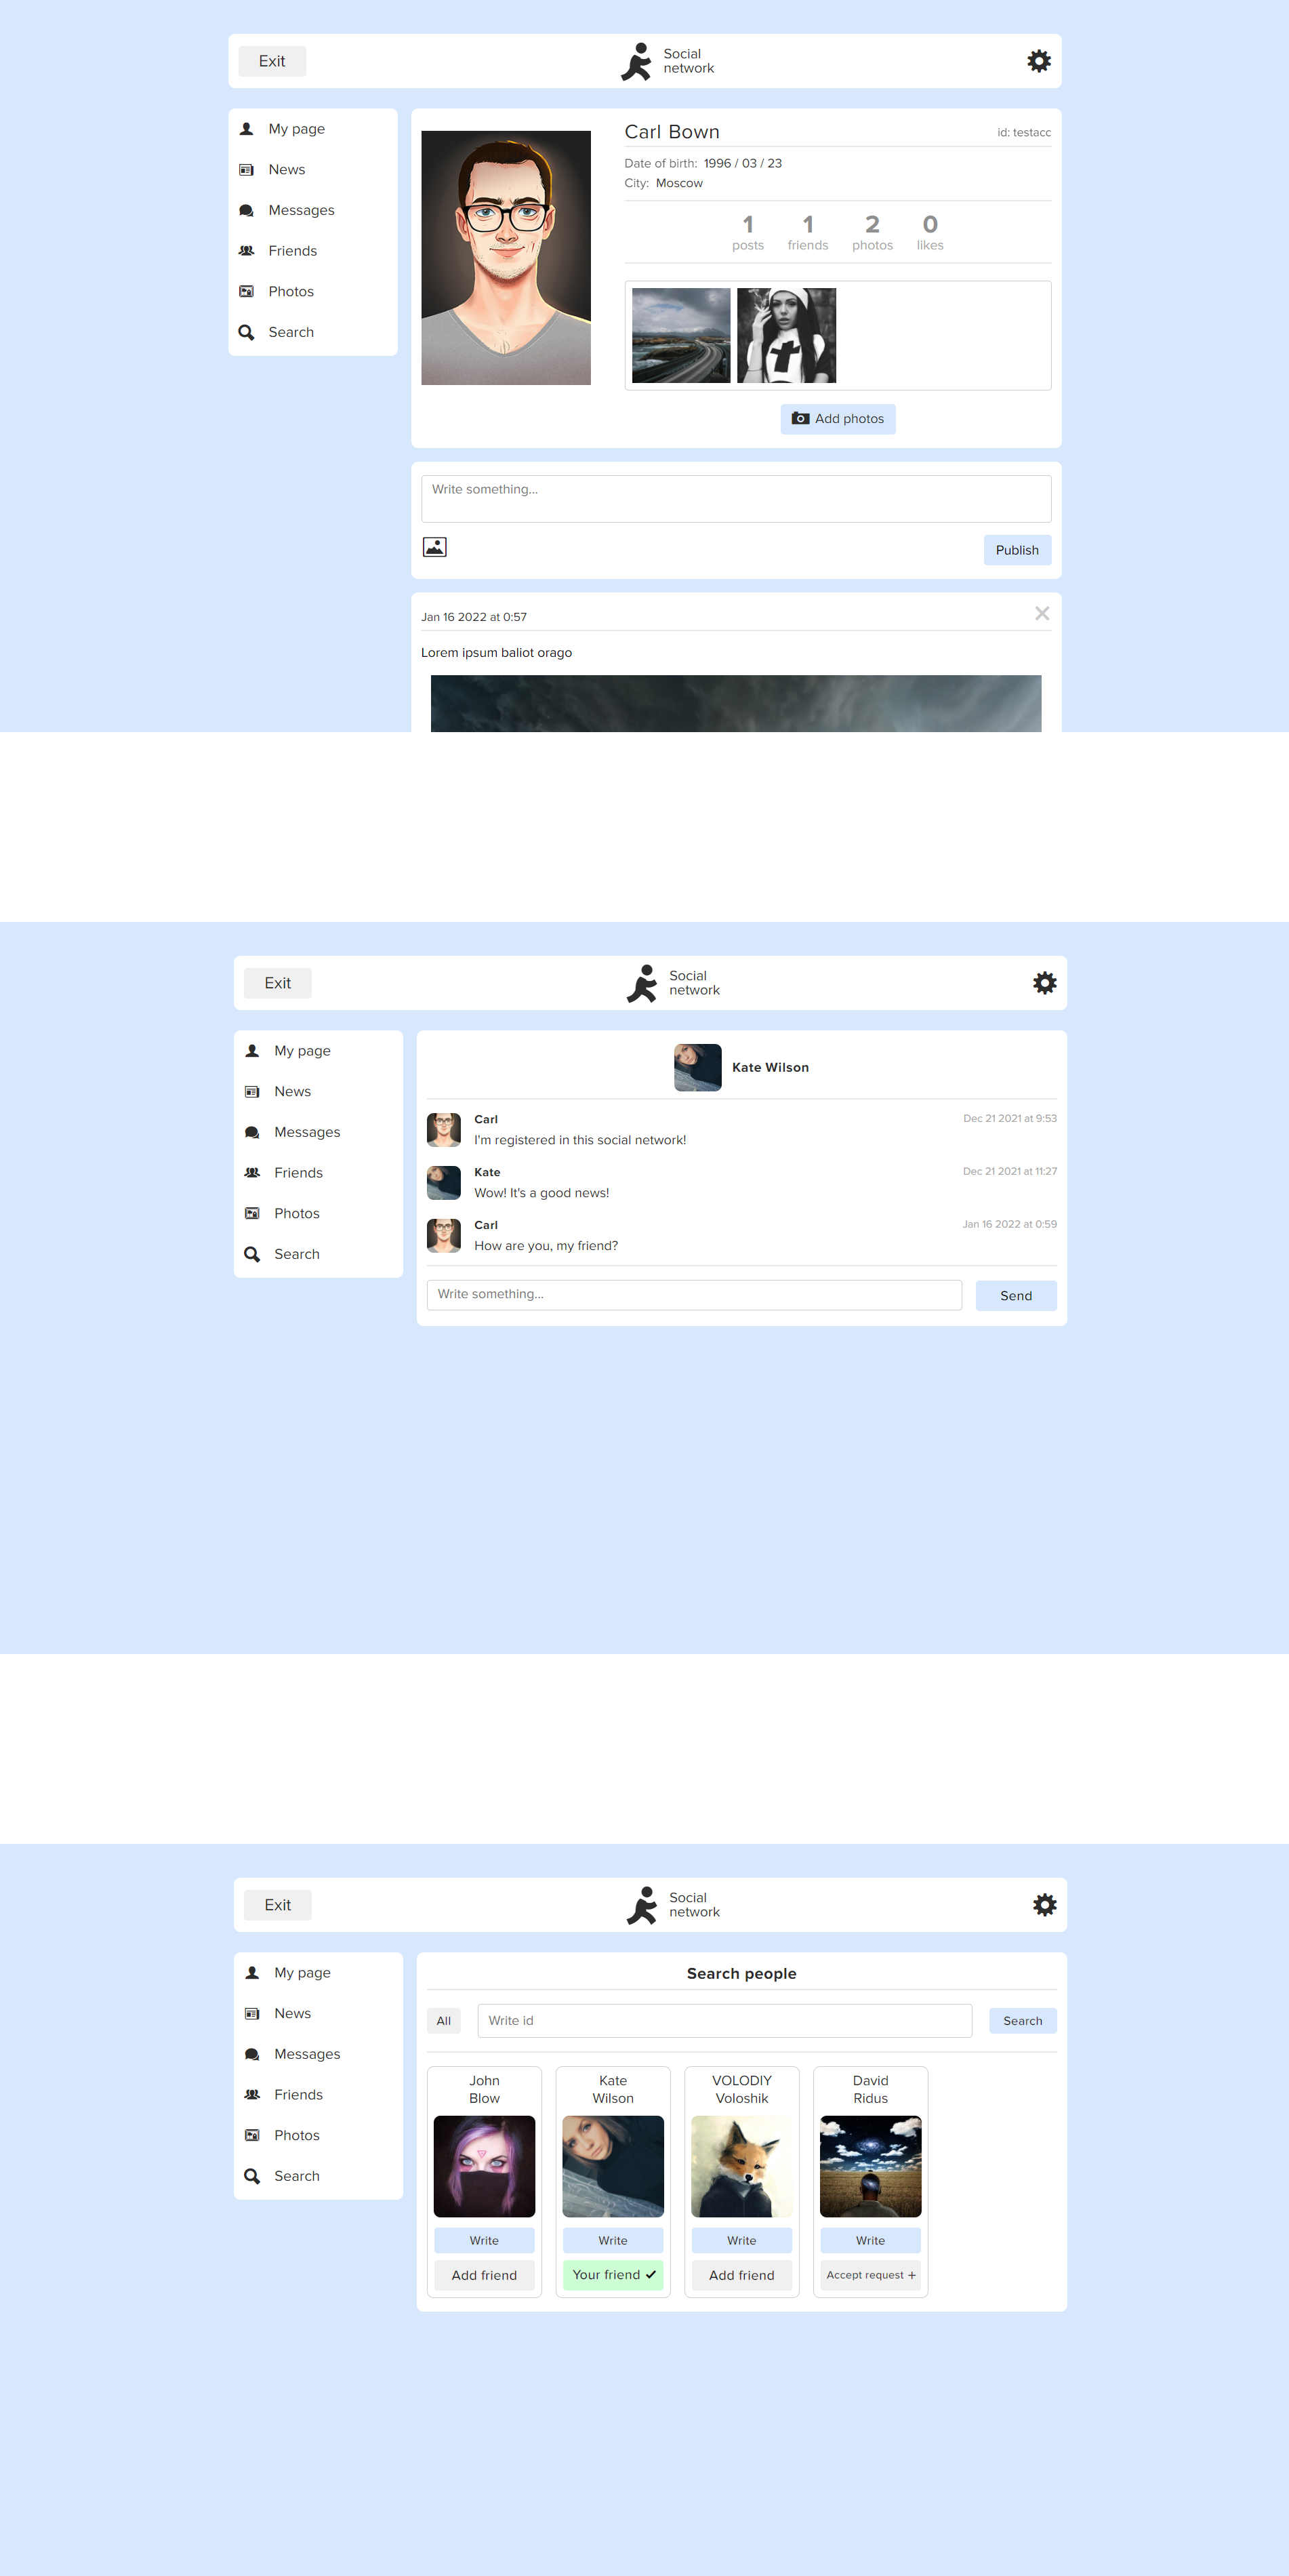 Exit
Social
network
My page
News
Messages
Friends
Photos
Search
Carl Bown
id: testacc
Date of birth: 1996 / 03 / 23
City: Moscow
1 1 2 0
posts friends photos likes
Add photos
Write something...
Publish
Jan 16 2022 at 0:57
Lorem ipsum baliot orago
Exit
Social
network
My page
News
Messages
Friends
Photos
Search
Kate Wilson
Carl
Dec 21 2021 at 9:53
I'm registered in this social network!
Kate
Dec 21 2021 at 11:27
Wow! It's a good news!
Carl
Jan 16 2022 at 0:59
How are you, my friend?
Write something...
Send
Exit
Social
network
My page
News
Messages
Friends
Photos
Search
Search people
All
Write id
Search
John
Blow
Write
Add friend
Kate
Wilson
Write
Your friend
VOLODIY
Voloshik
Write
Add friend
David
Ridus
Write
Accept request +